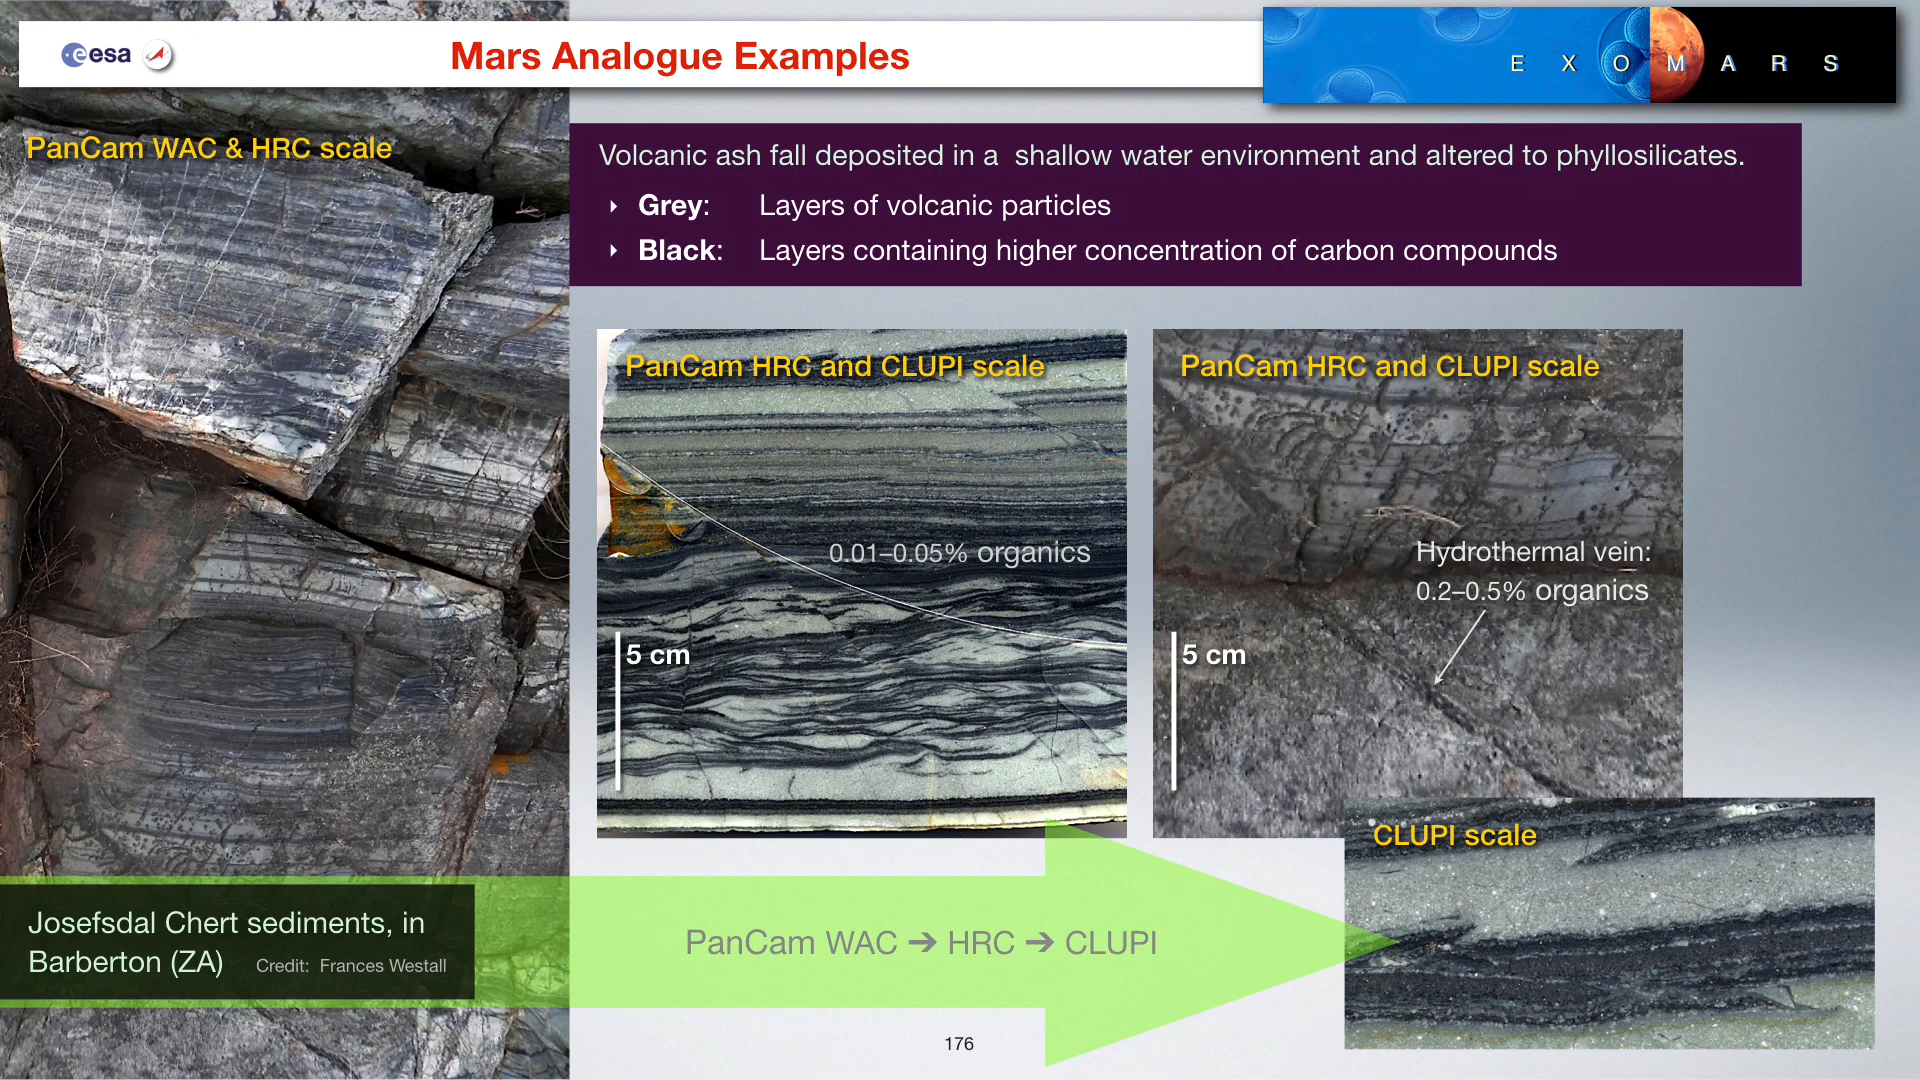 esa
Mars Analogue Examples
E X O M A R S
PanCam WAC & HRC scale
Volcanic ash fall deposited in a shallow water environment and altered to phyllosilicates.
Grey: Layers of volcanic particles
Black: Layers containing higher concentration of carbon compounds
PanCam HRC and CLUPI scale
0.01–0.05% organics
5 cm
PanCam HRC and CLUPI scale
Hydrothermal vein:
0.2–0.5% organics
5 cm
CLUPI scale
Josefsdal Chert sediments, in
Barberton (ZA) Credit: Frances Westall
PanCam WAC ➔ HRC ➔ CLUPI
176